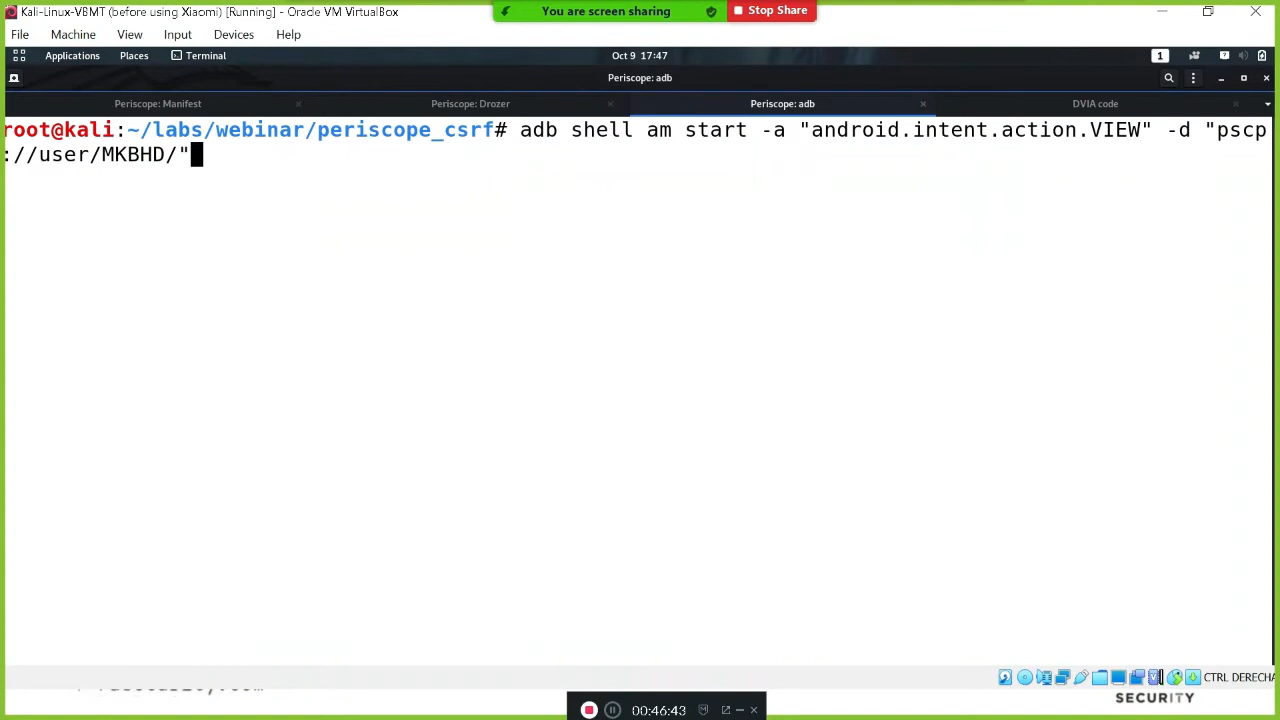 Kali-Linux-VBMT (before using Xiaomi) [Running] - Oracle VM VirtualBox
You are screen sharing
Stop Share
File Machine View Input Devices Help
Applications Places Terminal
Oct 9 17:47
1
Periscope: adb
Periscope: Manifest
Periscope: Drozer
Periscope: adb
DVIA code
root@kali:~/labs/webinar/periscope_csrf# adb shell am start -a "android.intent.action.VIEW" -d "pscp
://user/MKBHD/"
CTRL DERECHA
SECURITY
00:46:43